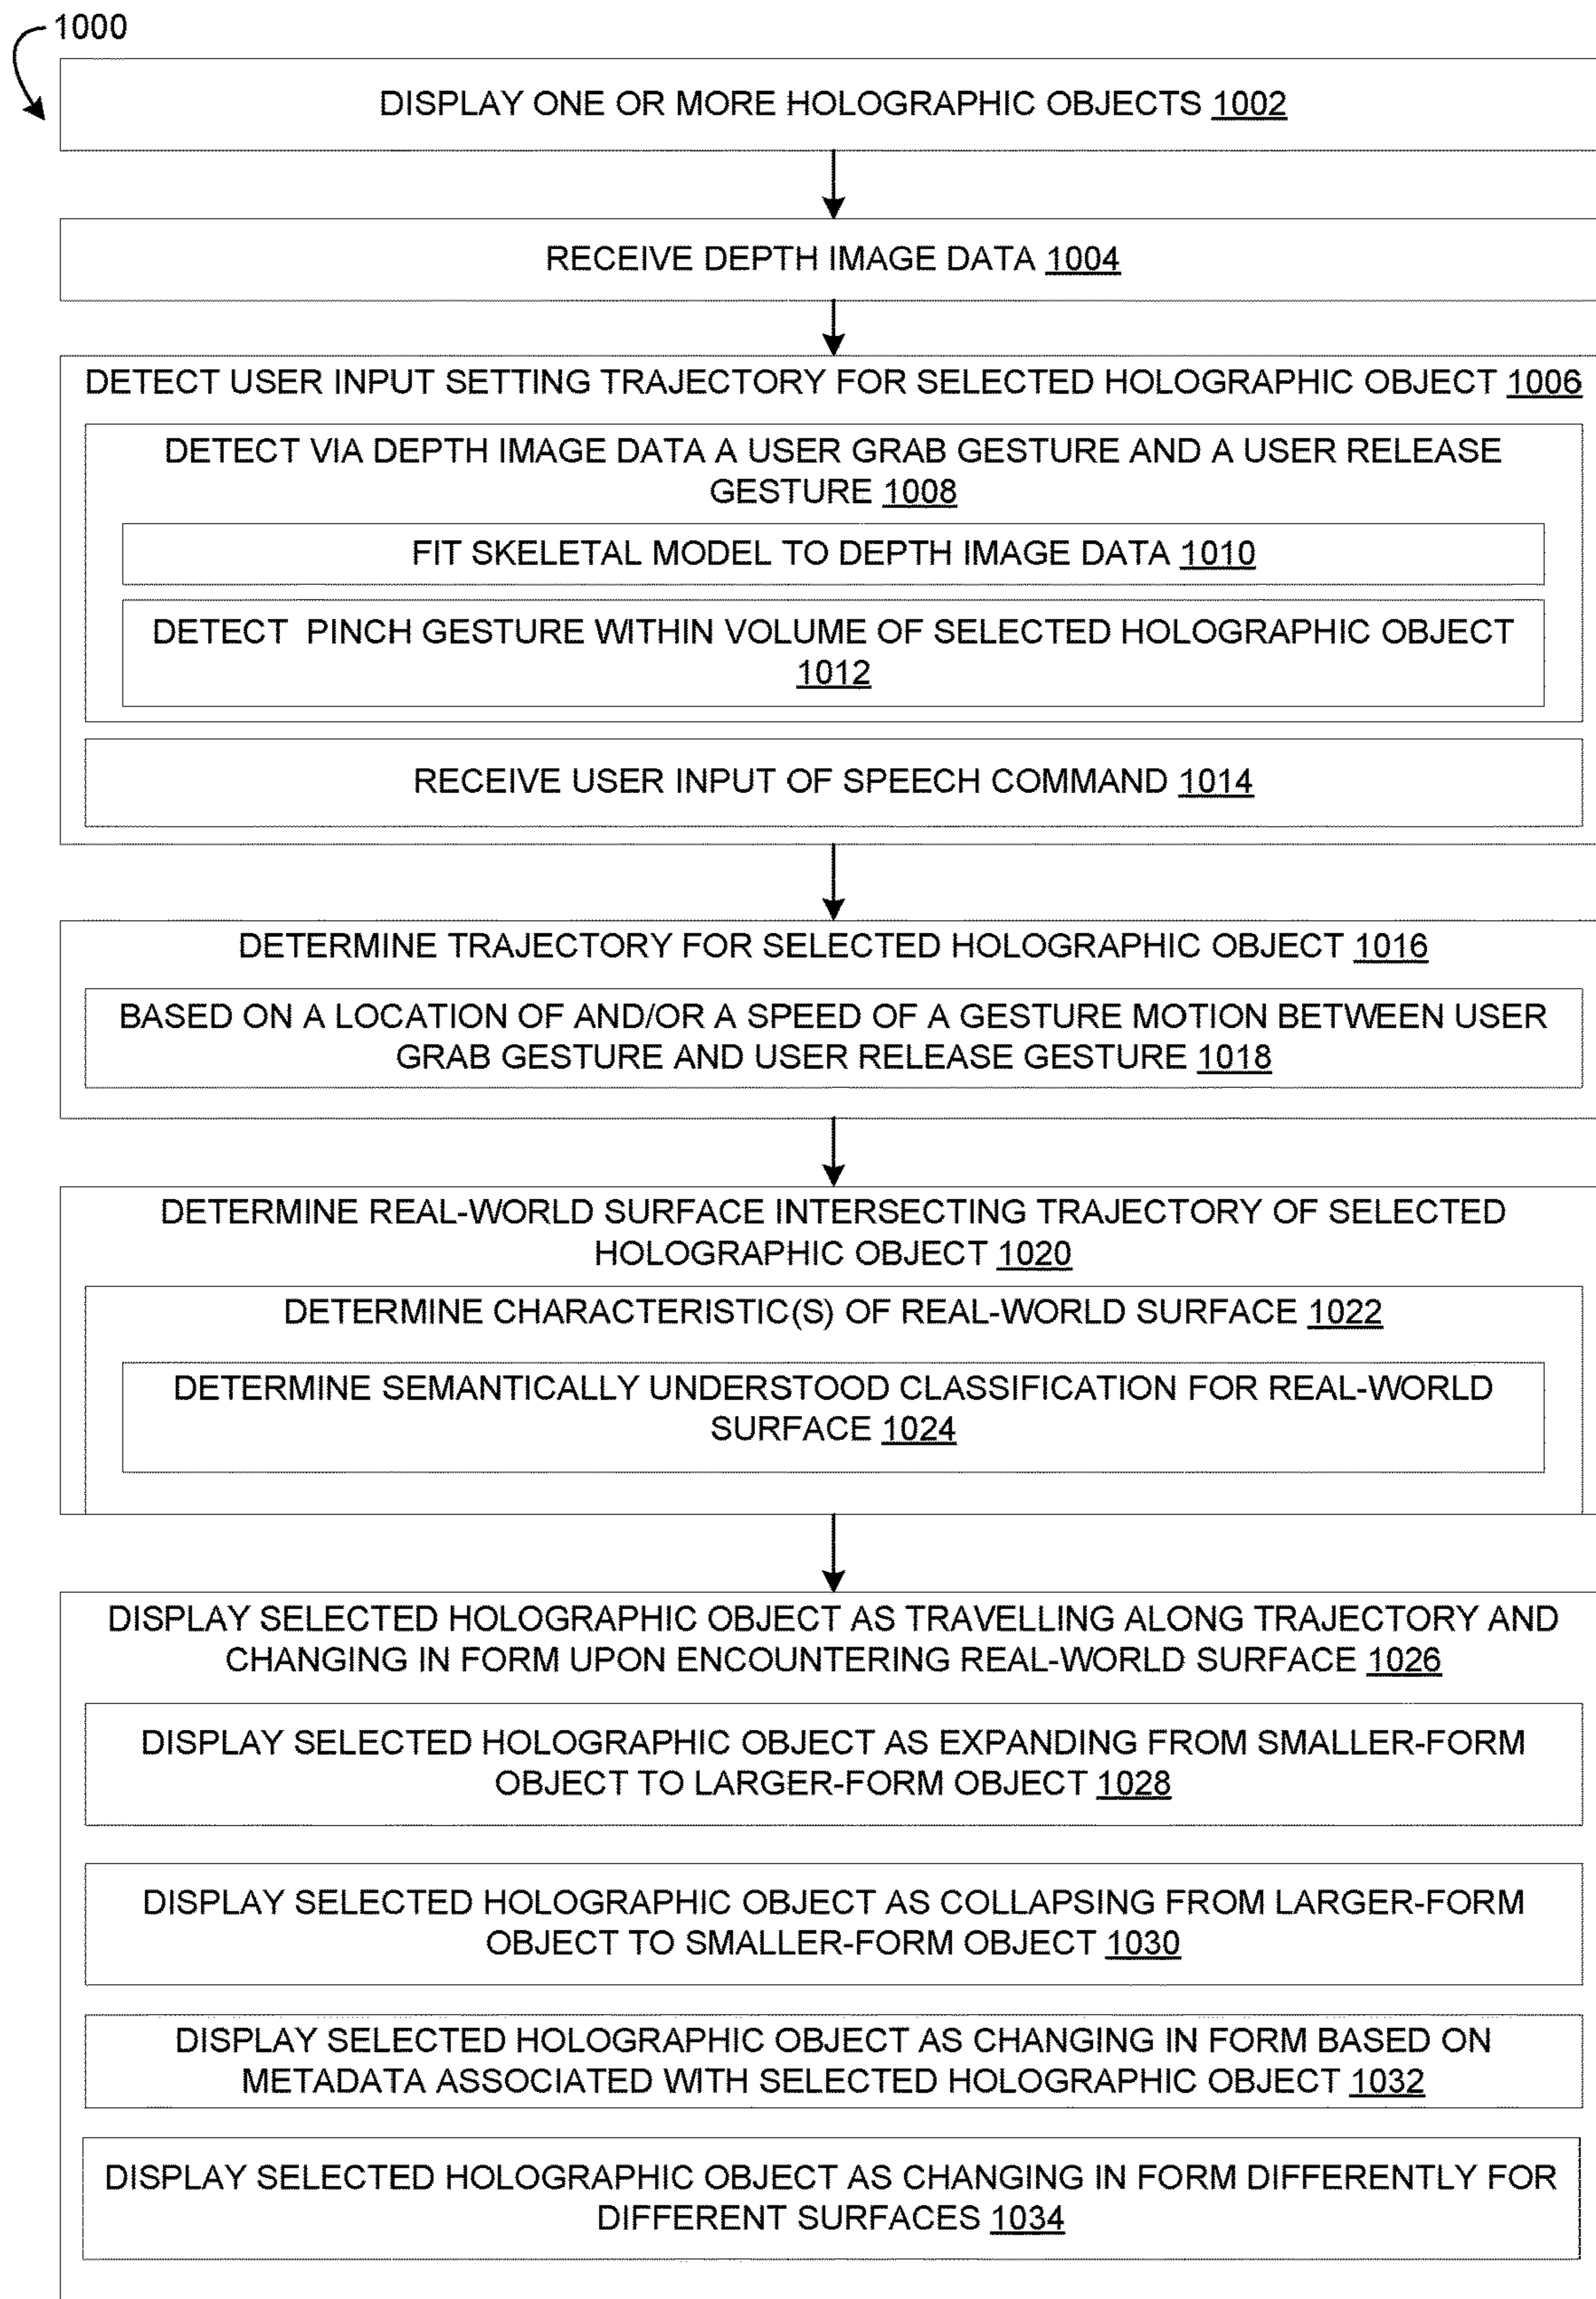 1000
DISPLAY ONE OR MORE HOLOGRAPHIC OBJECTS 1002
RECEIVE DEPTH IMAGE DATA 1004
DETECT USER INPUT SETTING TRAJECTORY FOR SELECTED HOLOGRAPHIC OBJECT 1006
DETECT VIA DEPTH IMAGE DATA A USER GRAB GESTURE AND A USER RELEASE
GESTURE 1008
FIT SKELETAL MODEL TO DEPTH IMAGE DATA 1010
DETECT PINCH GESTURE WITHIN VOLUME OF SELECTED HOLOGRAPHIC OBJECT
1012
RECEIVE USER INPUT OF SPEECH COMMAND 1014
DETERMINE TRAJECTORY FOR SELECTED HOLOGRAPHIC OBJECT 1016
BASED ON A LOCATION OF AND/OR A SPEED OF A GESTURE MOTION BETWEEN USER
GRAB GESTURE AND USER RELEASE GESTURE 1018
DETERMINE REAL-WORLD SURFACE INTERSECTING TRAJECTORY OF SELECTED
HOLOGRAPHIC OBJECT 1020
DETERMINE CHARACTERISTIC(S) OF REAL-WORLD SURFACE 1022
DETERMINE SEMANTICALLY UNDERSTOOD CLASSIFICATION FOR REAL-WORLD
SURFACE 1024
DISPLAY SELECTED HOLOGRAPHIC OBJECT AS TRAVELLING ALONG TRAJECTORY AND
CHANGING IN FORM UPON ENCOUNTERING REAL-WORLD SURFACE 1026
DISPLAY SELECTED HOLOGRAPHIC OBJECT AS EXPANDING FROM SMALLER-FORM
OBJECT TO LARGER-FORM OBJECT 1028
DISPLAY SELECTED HOLOGRAPHIC OBJECT AS COLLAPSING FROM LARGER-FORM
OBJECT TO SMALLER-FORM OBJECT 1030
DISPLAY SELECTED HOLOGRAPHIC OBJECT AS CHANGING IN FORM BASED ON
METADATA ASSOCIATED WITH SELECTED HOLOGRAPHIC OBJECT 1032
DISPLAY SELECTED HOLOGRAPHIC OBJECT AS CHANGING IN FORM DIFFERENTLY FOR
DIFFERENT SURFACES 1034